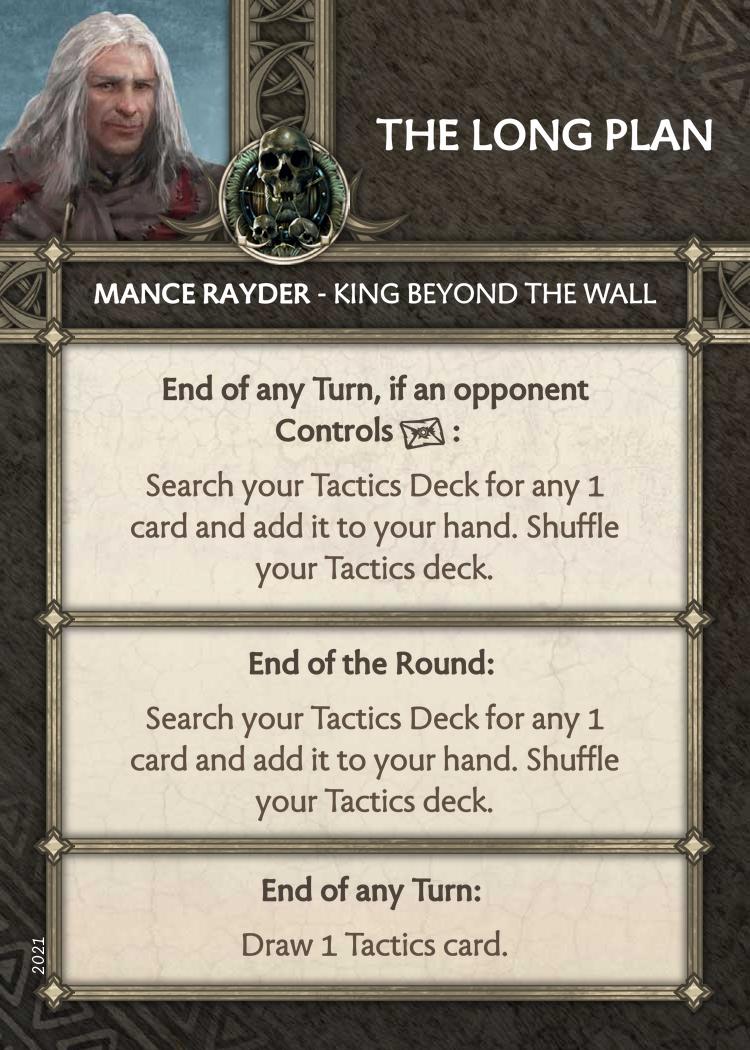 THE LONG PLAN
MANCE RAYDER - KING BEYOND THE WALL
End of any Turn, if an opponent
Controls :
Search your Tactics Deck for any 1
card and add it to your hand. Shuffle
your Tactics deck.
End of the Round:
Search your Tactics Deck for any 1
card and add it to your hand. Shuffle
your Tactics deck.
End of any Turn:
Draw 1 Tactics card.
2021